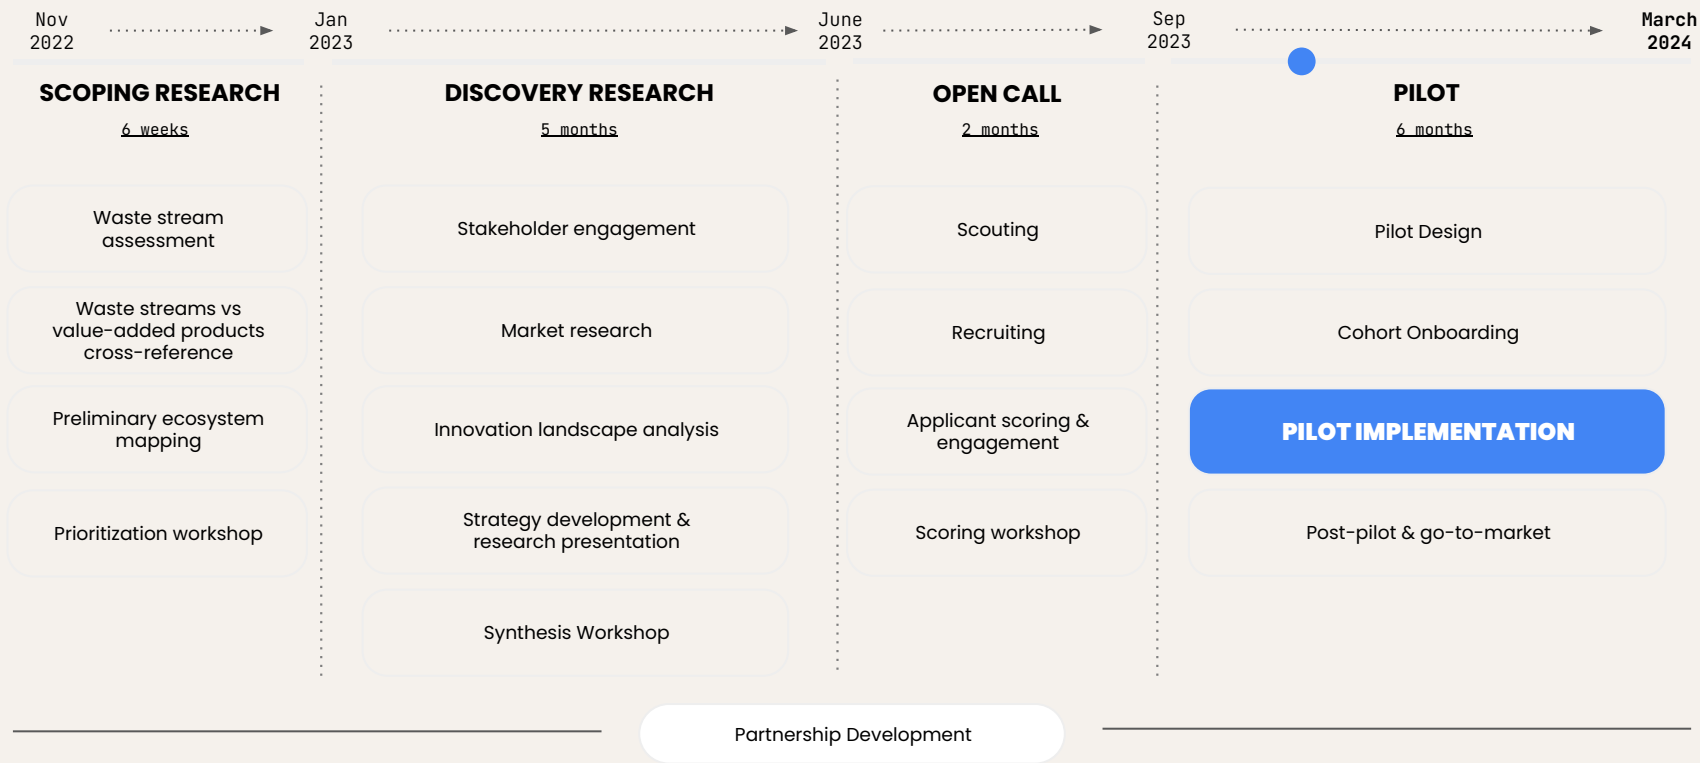 Nov
2022
Jan
2023
June
2023
Sep
2023
March
2024
SCOPING RESEARCH
6 weeks
Waste stream
assessment
Waste streams vs
value-added products
cross-reference
Preliminary ecosystem
mapping
Prioritization workshop
DISCOVERY RESEARCH
5 months
Stakeholder engagement
Market research
Innovation landscape analysis
Strategy development &
research presentation
Synthesis Workshop
OPEN CALL
2 months
Scouting
Recruiting
Applicant scoring &
engagement
Scoring workshop
PILOT
6 months
Pilot Design
Cohort Onboarding
PILOT IMPLEMENTATION
Post-pilot & go-to-market
Partnership Development